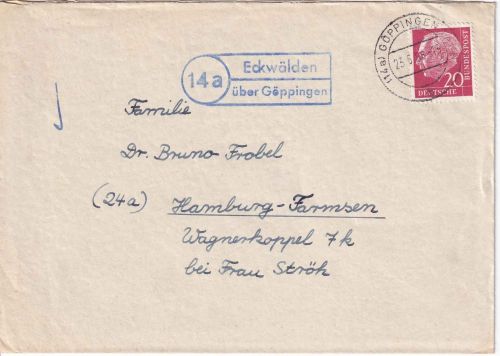 14a
Eckwälden
über Göppingen
(14a) GÖPPINGEN
20
DEUTSCHE
BUNDESPOST
Familie
Dr. Bruno Frobel
(24a) Hamburg-Farmsen
Wagnerkoppel 7k
bei Frau Ströh